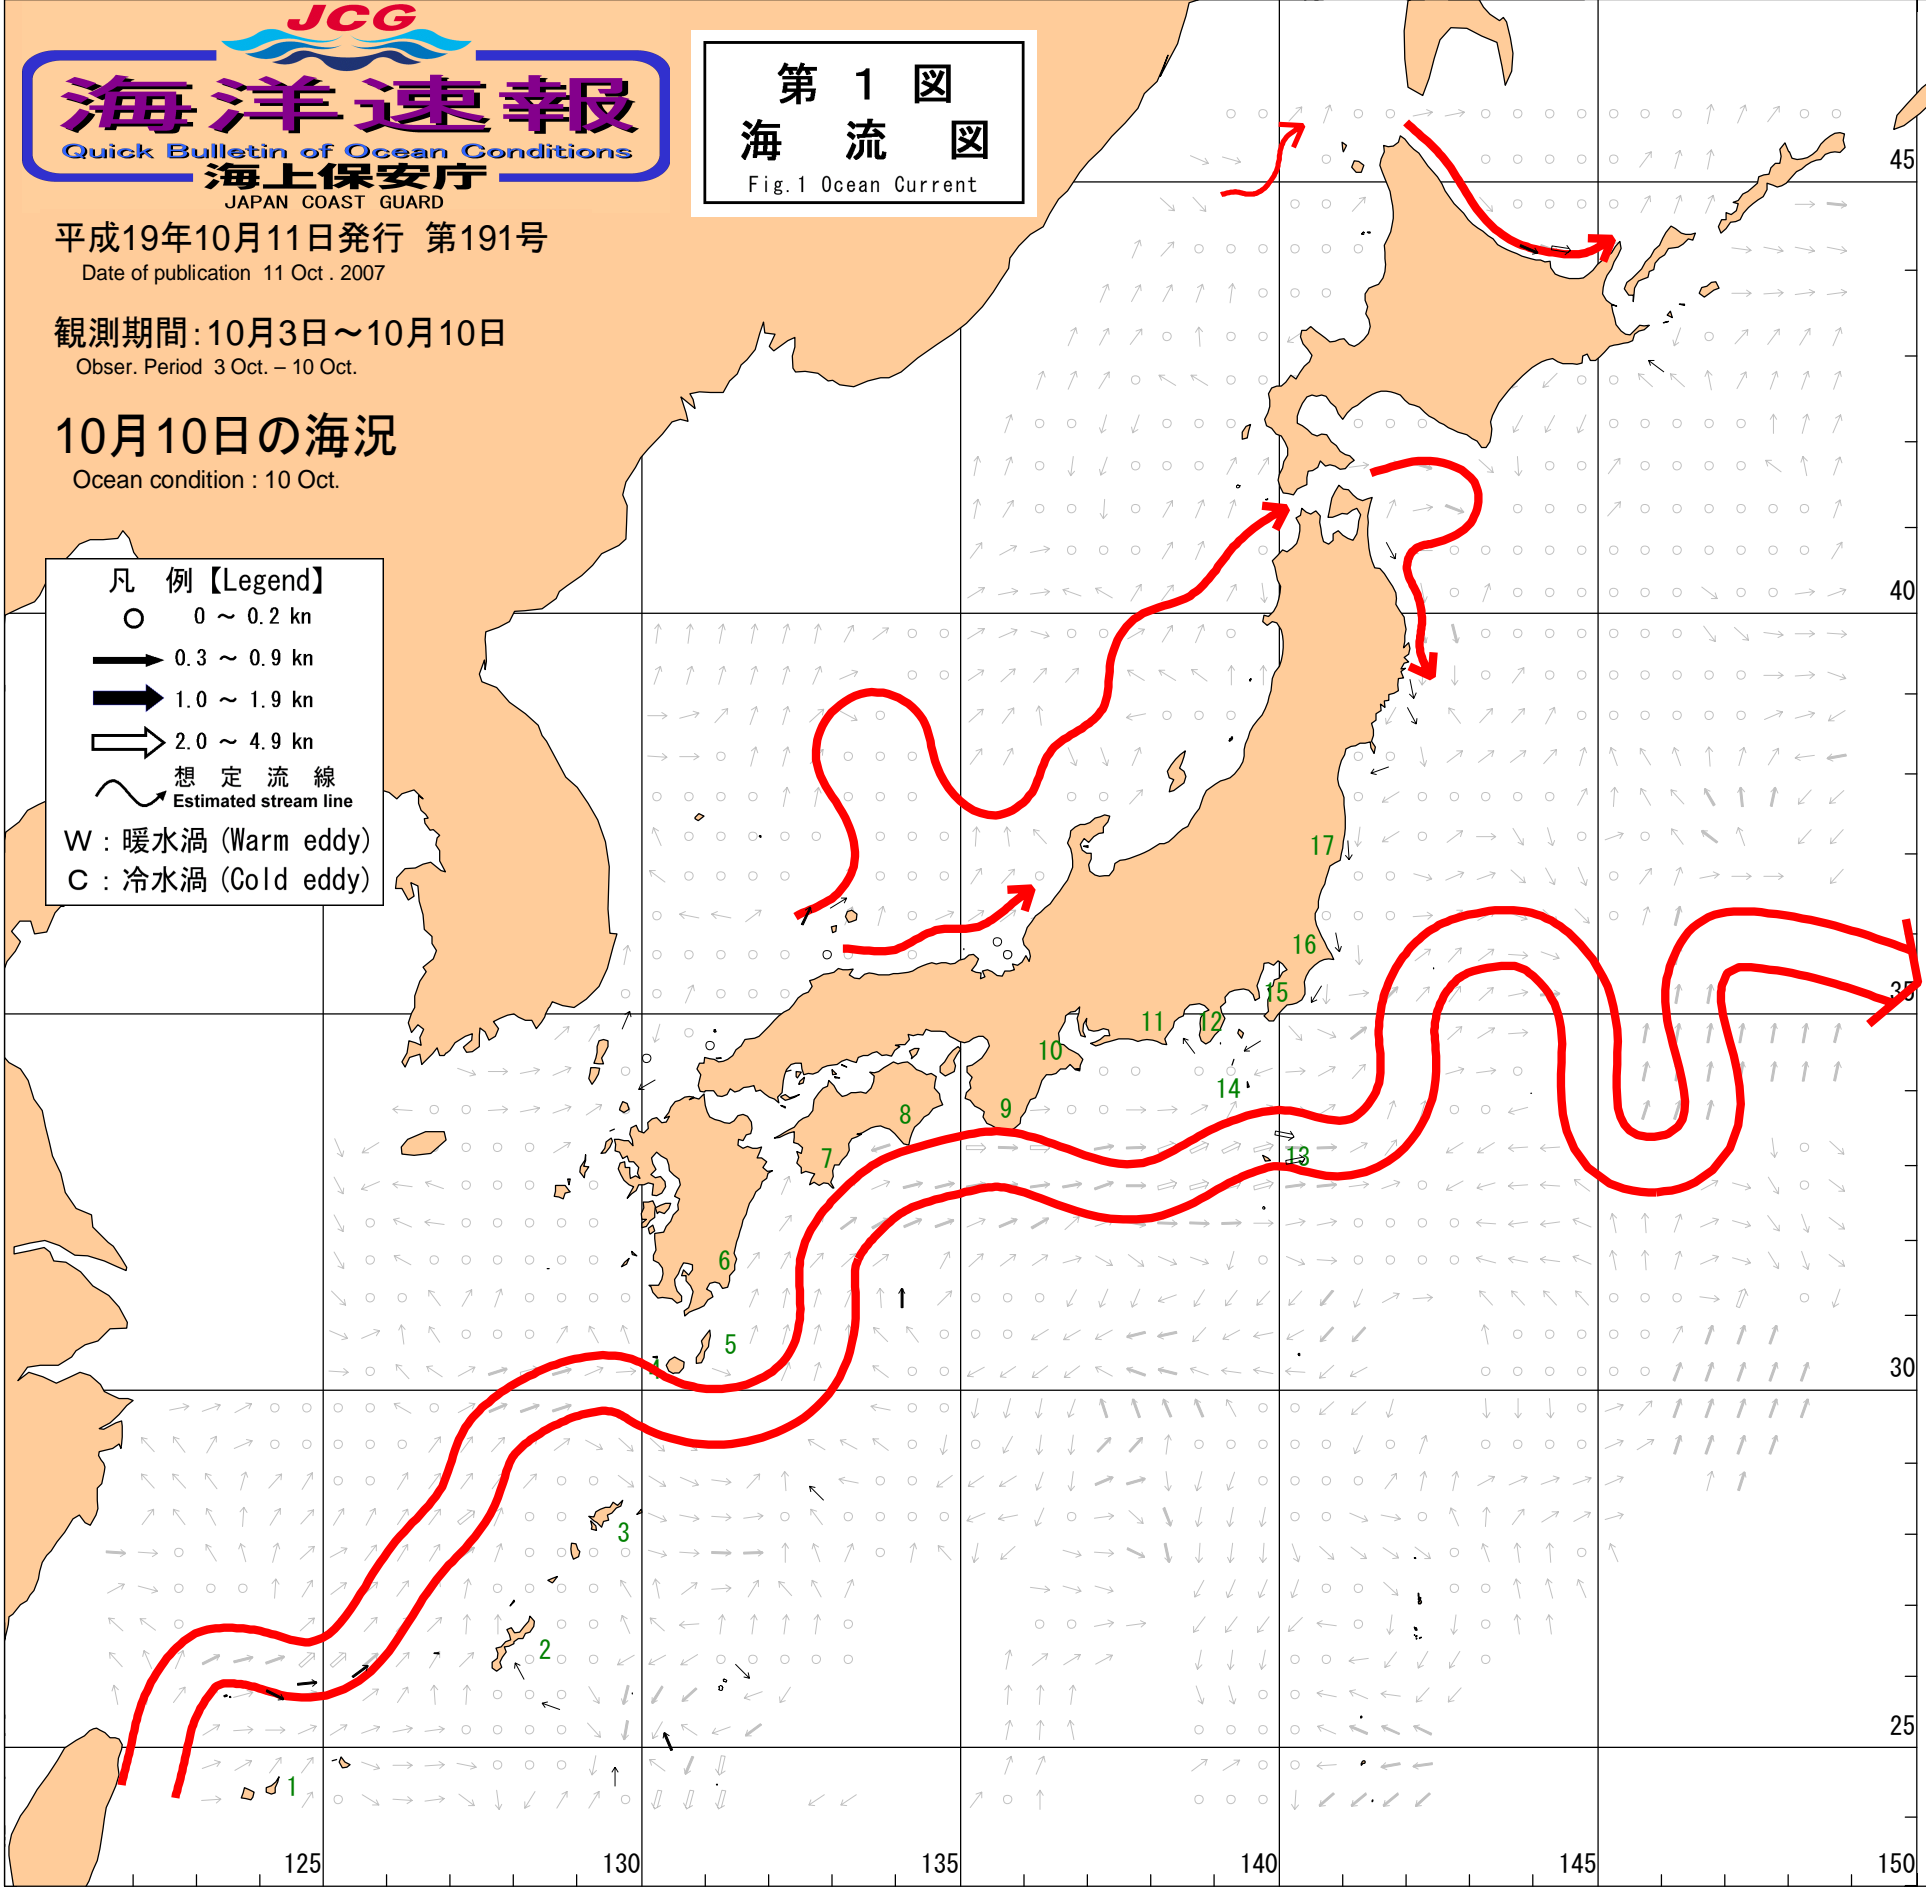 JCG
海洋速報
Quick Bulletin of Ocean Conditions
海上保安庁
JAPAN COAST GUARD
平成19年10月11日発行 第191号
Date of publication 11 Oct . 2007
観測期間:10月3日～10月10日
Obser. Period 3 Oct. – 10 Oct.
10月10日の海況
Ocean condition : 10 Oct.
第 1 図
海 流 図
Fig.1 Ocean Current
凡 例【Legend】
0 ～ 0.2 kn
0.3 ～ 0.9 kn
1.0 ～ 1.9 kn
2.0 ～ 4.9 kn
想 定 流 線
Estimated stream line
W : 暖水渦 (Warm eddy)
C : 冷水渦 (Cold eddy)
45
40
17
16
15
35
11
12
10
14
9
8
7
13
6
5
4
30
3
2
25
1
125
130
135
140
145
150